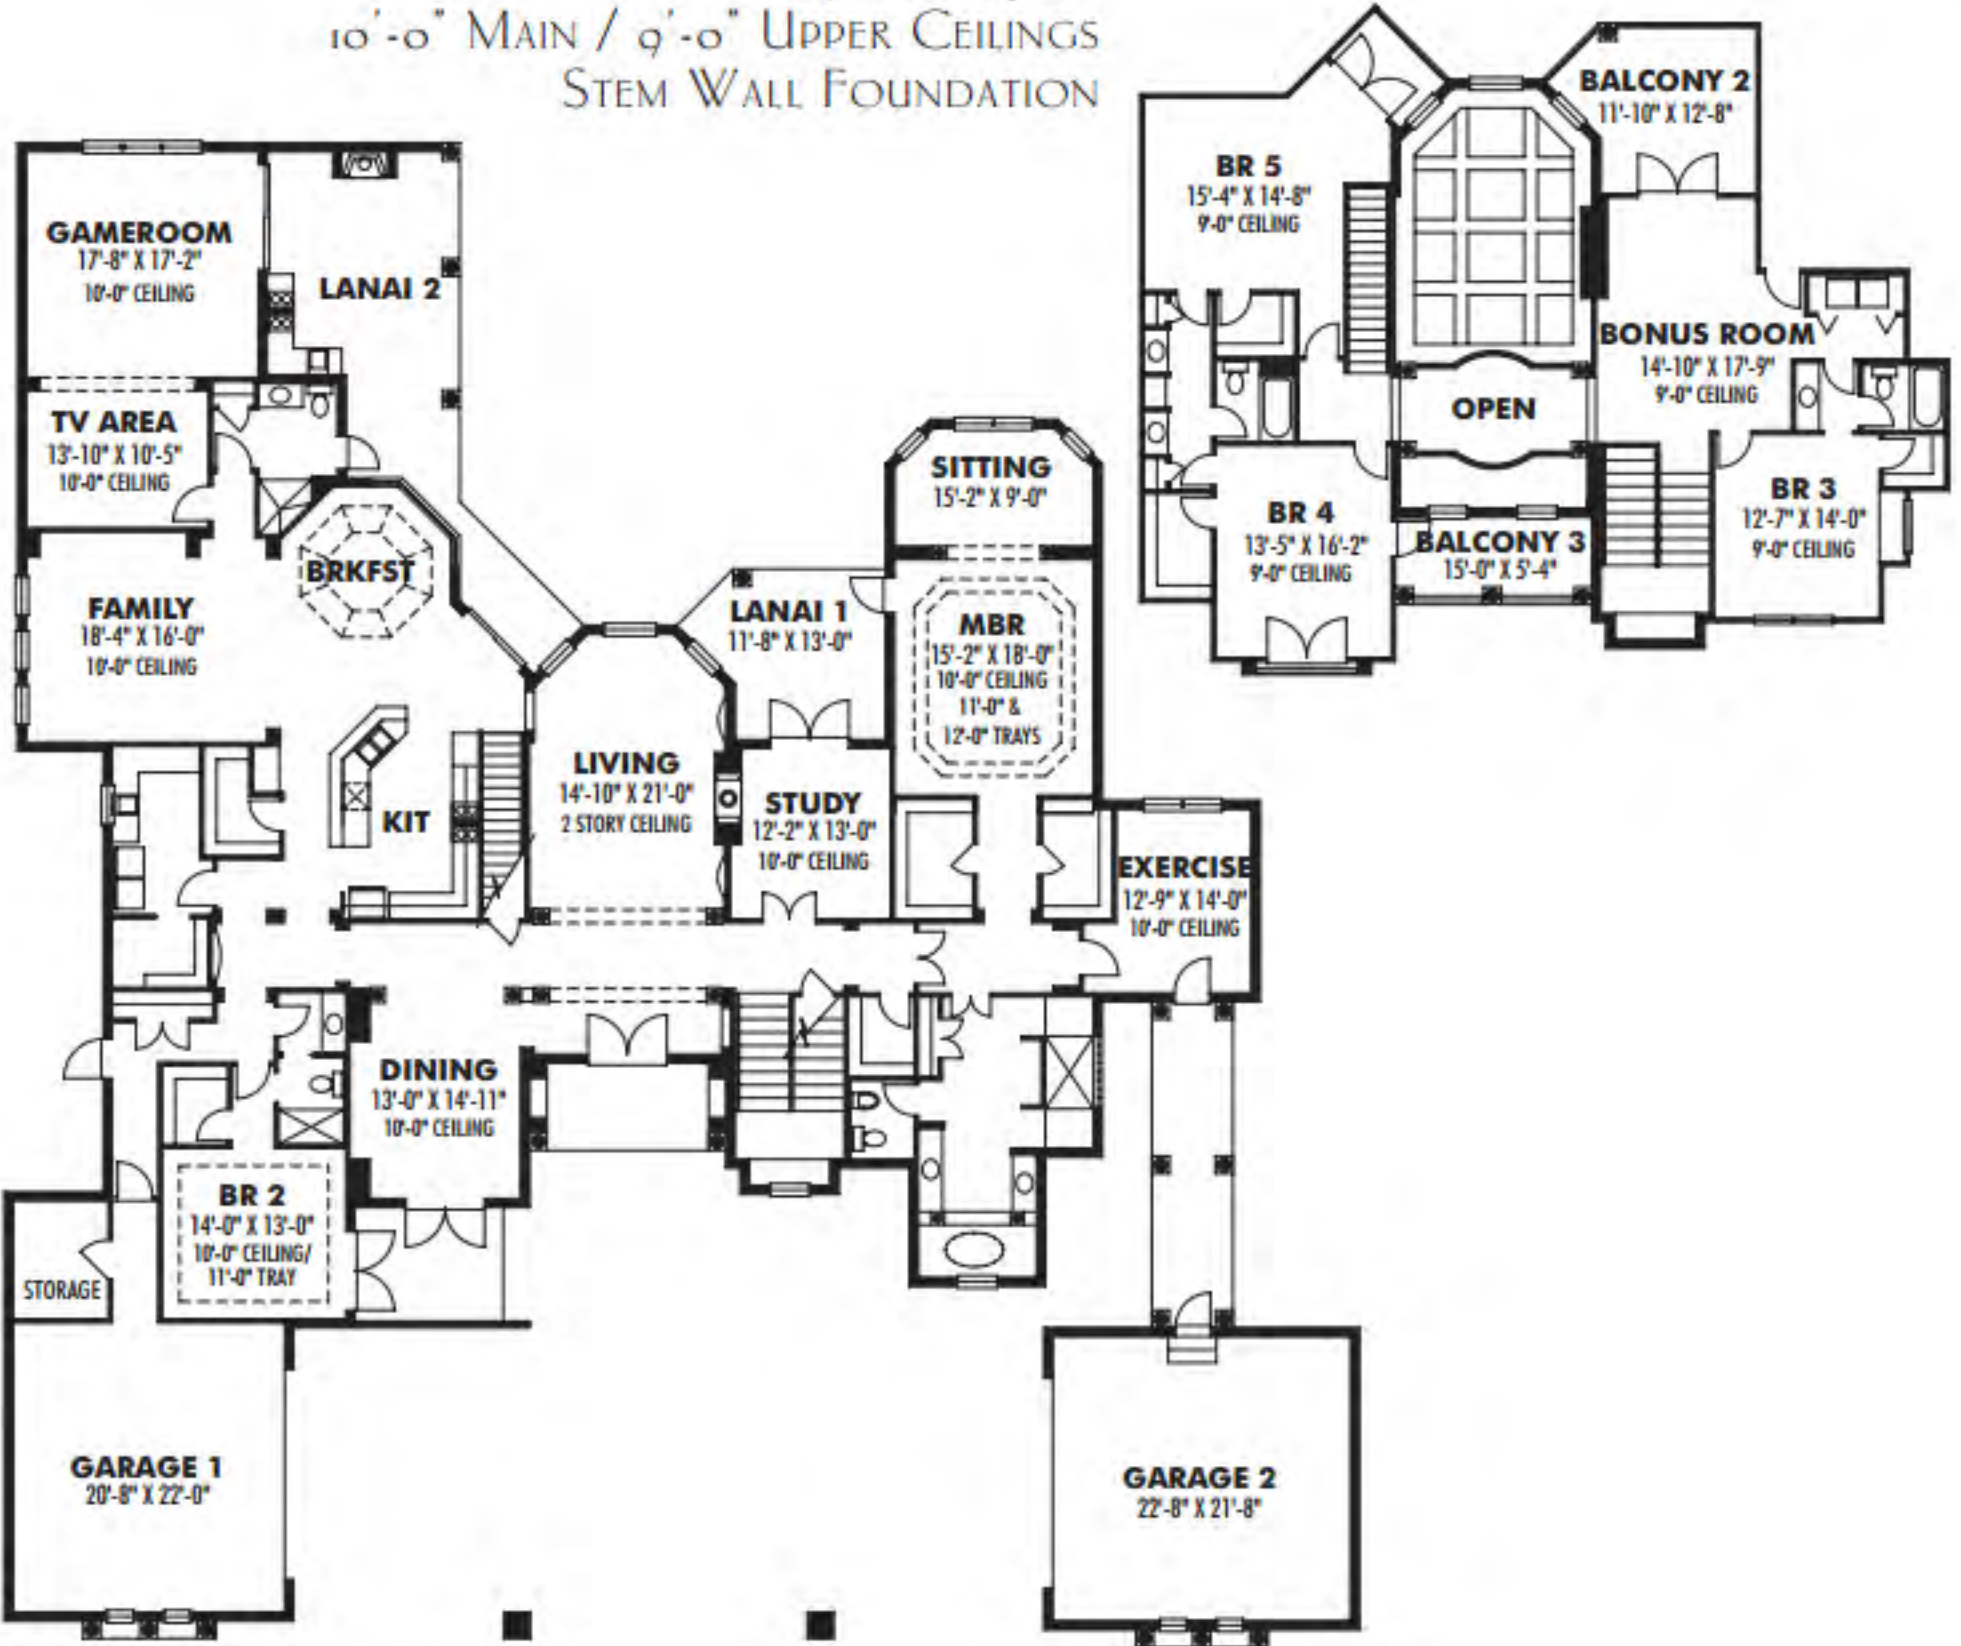 10'-0" Main / 9'-0" Upper Ceilings
Stem Wall Foundation
GAMEROOM
17'-8" X 17'-2"
10'-0" CEILING
LANAI 2
TV AREA
13'-10" X 10'-5"
10'-0" CEILING
BRKFST
FAMILY
18'-4" X 16'-0"
10'-0" CEILING
KIT
LIVING
14'-10" X 21'-0"
2 STORY CEILING
LANAI 1
11'-8" X 13'-0"
STUDY
12'-2" X 13'-0"
10'-0" CEILING
SITTING
15'-2" X 9'-0"
MBR
15'-2" X 18'-0"
10'-0" CEILING
11'-0" &
12'-0" TRAYS
EXERCISE
12'-9" X 14'-0"
10'-0" CEILING
DINING
13'-0" X 14'-11"
10'-0" CEILING
BR 2
14'-0" X 13'-0"
10'-0" CEILING/
11'-0" TRAY
STORAGE
GARAGE 1
20'-8" X 22'-0"
GARAGE 2
22'-8" X 21'-8"
BALCONY 2
11'-10" X 12'-8"
BR 5
15'-4" X 14'-8"
9'-0" CEILING
BONUS ROOM
14'-10" X 17'-9"
9'-0" CEILING
OPEN
BR 4
13'-5" X 16'-2"
9'-0" CEILING
BALCONY 3
15'-0" X 5'-4"
BR 3
12'-7" X 14'-0"
9'-0" CEILING